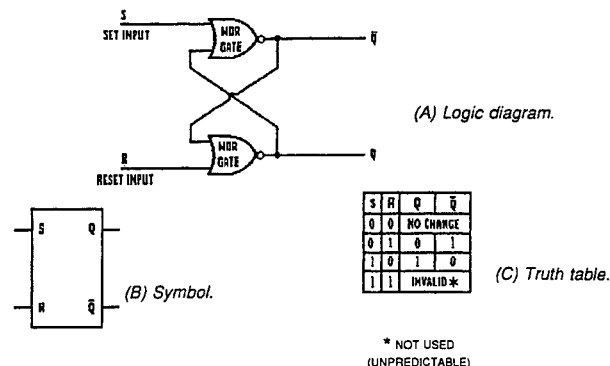 S
SET INPUT
NOR
GATE
Q̄
(A) Logic diagram.
NOR
GATE
Q
R
RESET INPUT
S Q
R Q̄
(B) Symbol.
S R Q Q̄
0 0 NO CHANGE
0 1 0 1
1 0 1 0
1 1 INVALID *
(C) Truth table.
* NOT USED
(UNPREDICTABLE)